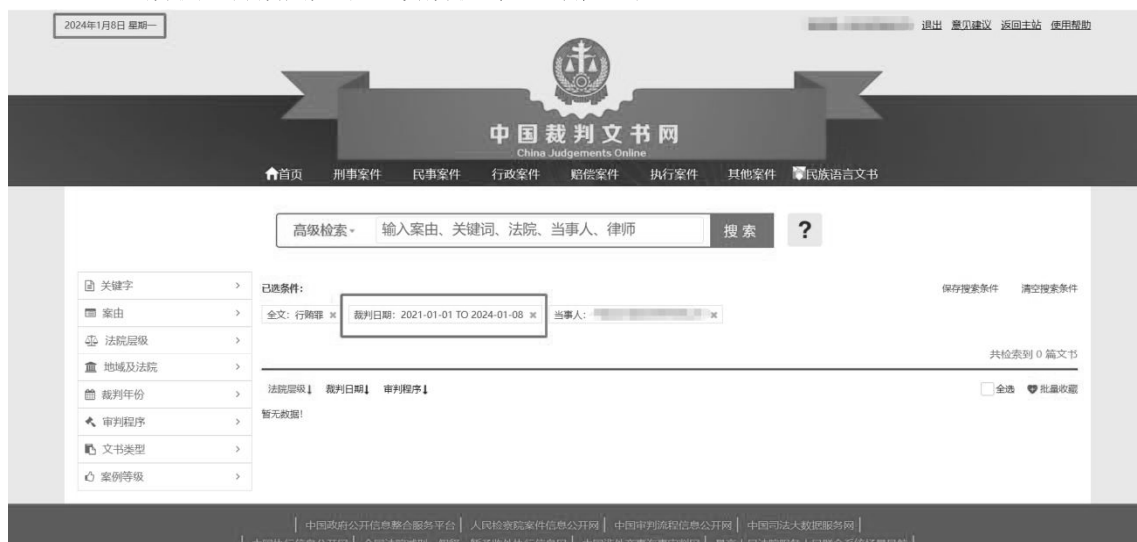 2024年1月8日 星期一
退出 意见建议 返回主站 使用帮助
中国裁判文书网
China Judgements Online
首页 刑事案件 民事案件 行政案件 赔偿案件 执行案件 其他案件 民族语言文书
高级检索 输入案由、关键词、法院、当事人、律师 搜索 ?
关键字
案由
法院层级
地域及法院
裁判年份
审判程序
文书类型
案例等级
已选条件:
保存搜索条件 清空搜索条件
全文:行贿罪 × 裁判日期:2021-01-01 TO 2024-01-08 × 当事人: ×
共检索到 0 篇文书
法院层级 裁判日期 审判程序
全选 批量收藏
暂无数据!
中国政府公开信息整合服务平台 | 人民检察院案件信息公开网 | 中国审判流程信息公开网 | 中国司法大数据服务网 |